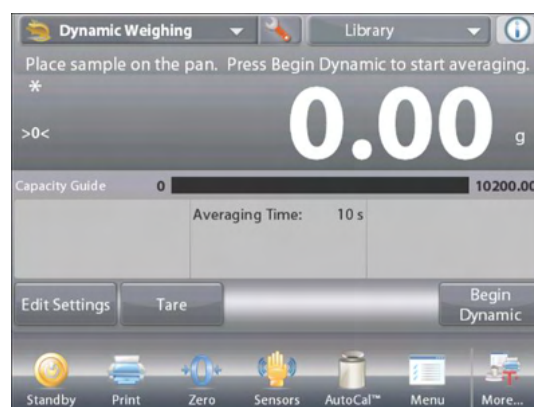 Dynamic Weighing Library
Place sample on the pan. Press Begin Dynamic to start averaging.
*
>0< 0.00 g
Capacity Guide 0 10200.00
Averaging Time: 10 s
Edit Settings Tare Begin Dynamic
Standby Print Zero Sensors AutoCal™ Menu More...